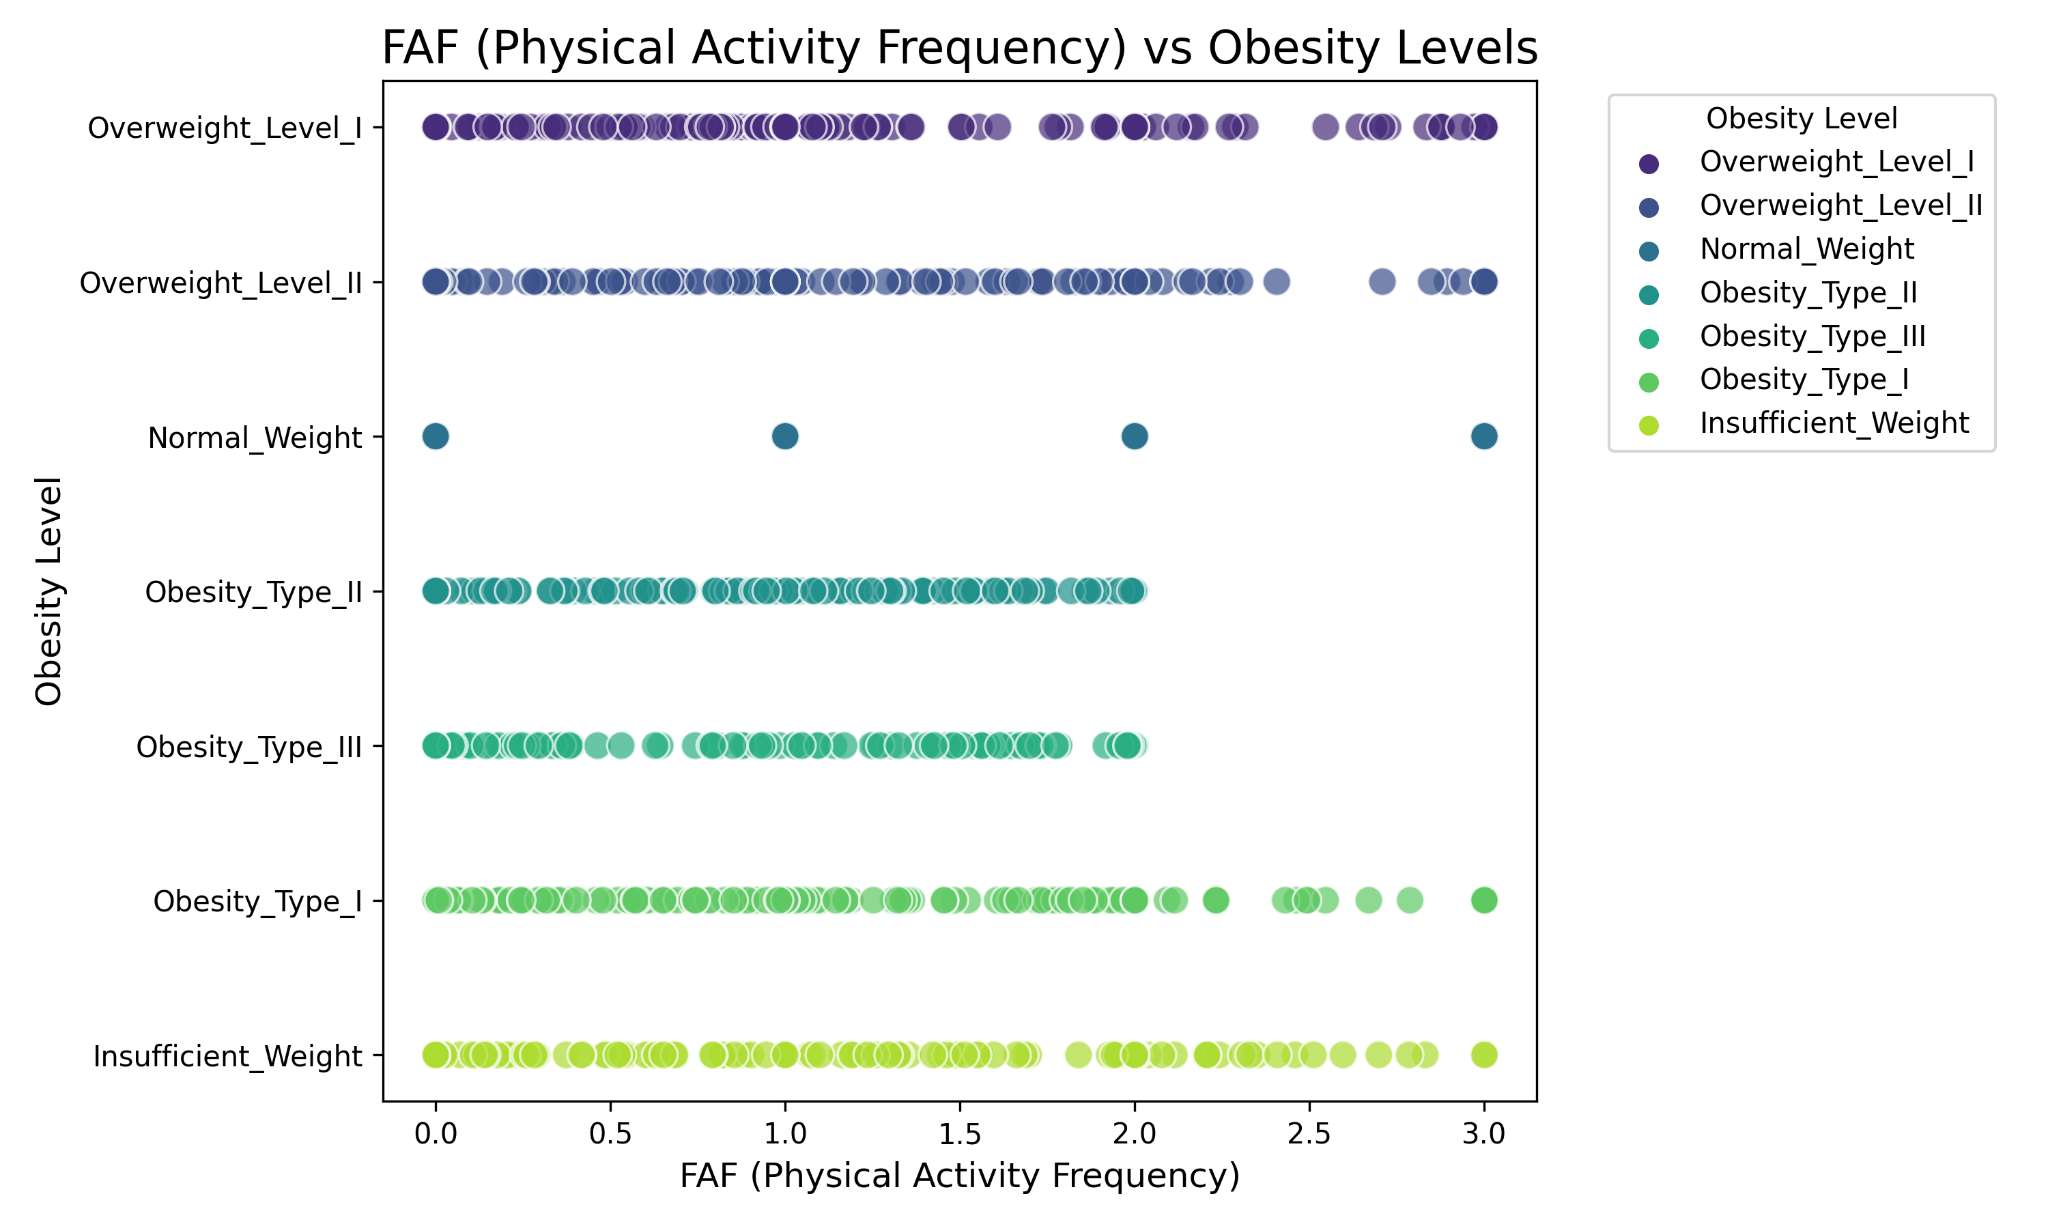 FAF (Physical Activity Frequency) vs Obesity Levels
Obesity Level
Overweight_Level_I
Overweight_Level_II
Normal_Weight
Obesity_Type_II
Obesity_Type_III
Obesity_Type_I
Insufficient_Weight
0.0 0.5 1.0 1.5 2.0 2.5 3.0
FAF (Physical Activity Frequency)
Obesity Level
Overweight_Level_I
Overweight_Level_II
Normal_Weight
Obesity_Type_II
Obesity_Type_III
Obesity_Type_I
Insufficient_Weight